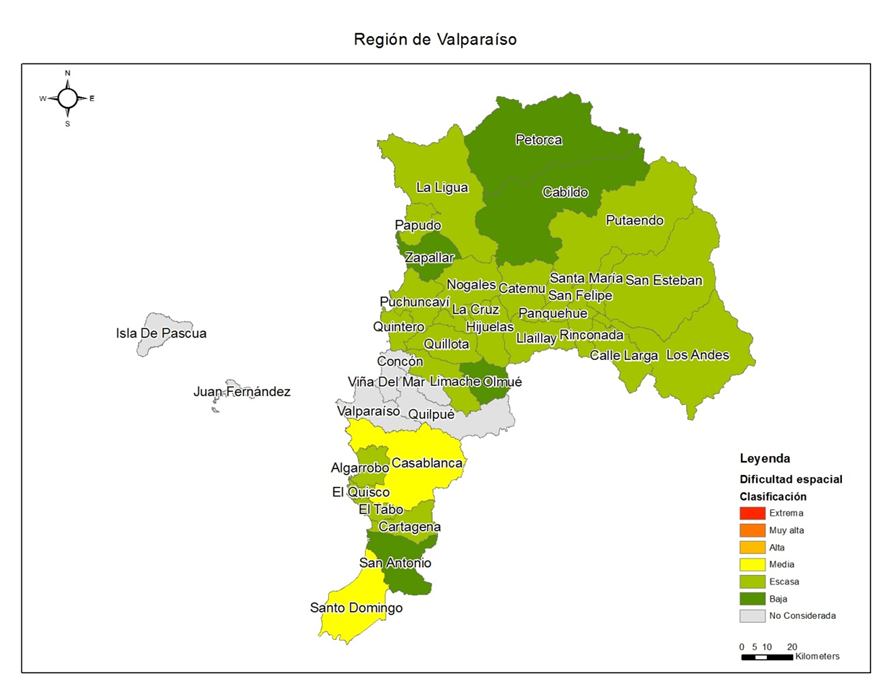 Región de Valparaíso
N
W E
S
Petorca
La Ligua
Cabildo
Putaendo
Papudo
Zapallar
Nogales
Catemu
Santa María
San Esteban
San Felipe
Puchuncaví
La Cruz
Panquehue
Quintero
Hijuelas
Isla De Pascua
Quillota
Llaillay
Rinconada
Calle Larga
Los Andes
Concón
Viña Del Mar
Limache
Olmué
Juan Fernández
Valparaíso
Quilpué
Casablanca
Algarrobo
El Quisco
El Tabo
Cartagena
San Antonio
Santo Domingo
Leyenda
Dificultad espacial
Clasificación
Extrema
Muy alta
Alta
Media
Escasa
Baja
No Considerada
0 5 10 20
Kilometers